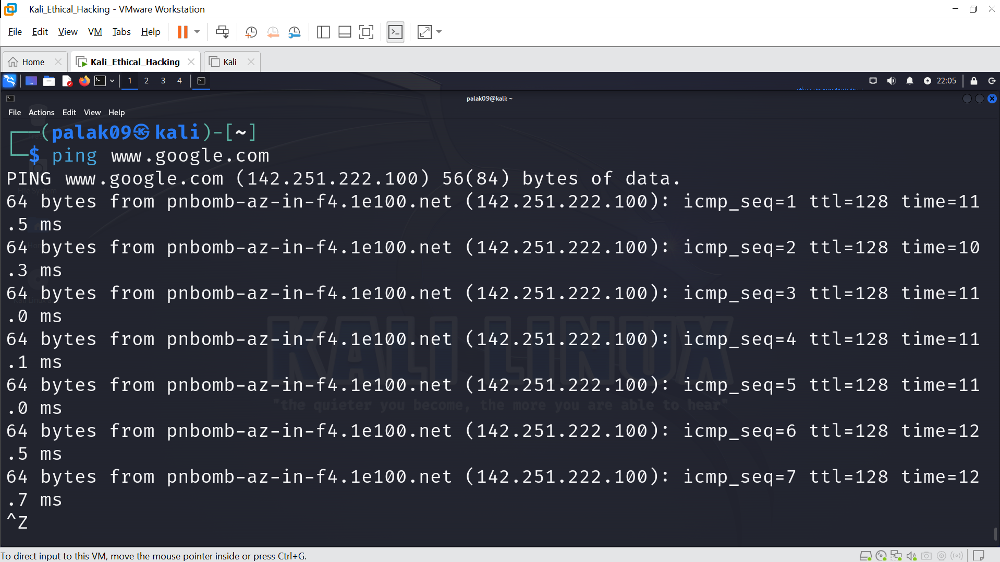 Kali_Ethical_Hacking - VMware Workstation
File Edit View VM Tabs Help
Home Kali_Ethical_Hacking Kali
1 2 3 4 22:05
palak09@kali: ~
File Actions Edit View Help
┌──(palak09㉿kali)-[~]
└─$ ping www.google.com
PING www.google.com (142.251.222.100) 56(84) bytes of data.
64 bytes from pnbomb-az-in-f4.1e100.net (142.251.222.100): icmp_seq=1 ttl=128 time=11
.5 ms
64 bytes from pnbomb-az-in-f4.1e100.net (142.251.222.100): icmp_seq=2 ttl=128 time=10
.3 ms
64 bytes from pnbomb-az-in-f4.1e100.net (142.251.222.100): icmp_seq=3 ttl=128 time=11
.0 ms
64 bytes from pnbomb-az-in-f4.1e100.net (142.251.222.100): icmp_seq=4 ttl=128 time=11
.1 ms
64 bytes from pnbomb-az-in-f4.1e100.net (142.251.222.100): icmp_seq=5 ttl=128 time=11
.0 ms
64 bytes from pnbomb-az-in-f4.1e100.net (142.251.222.100): icmp_seq=6 ttl=128 time=12
.5 ms
64 bytes from pnbomb-az-in-f4.1e100.net (142.251.222.100): icmp_seq=7 ttl=128 time=12
.7 ms
^Z
KALI LINUX
"the quieter you become, the more you are able to hear"
File System
To direct input to this VM, move the mouse pointer inside or press Ctrl+G.